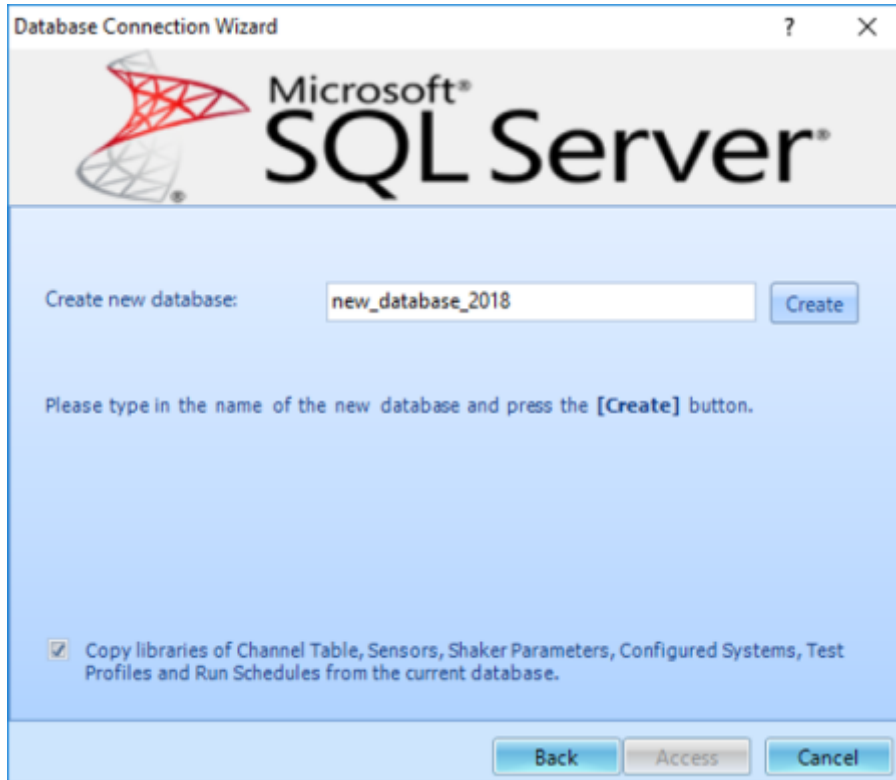 Database Connection Wizard ?
Microsoft®
SQL Server®
®
Create new database: new_database_2018 Create
Please type in the name of the new database and press the [Create] button.
Copy libraries of Channel Table, Sensors, Shaker Parameters, Configured Systems, Test
Profiles and Run Schedules from the current database.
Back Access Cancel